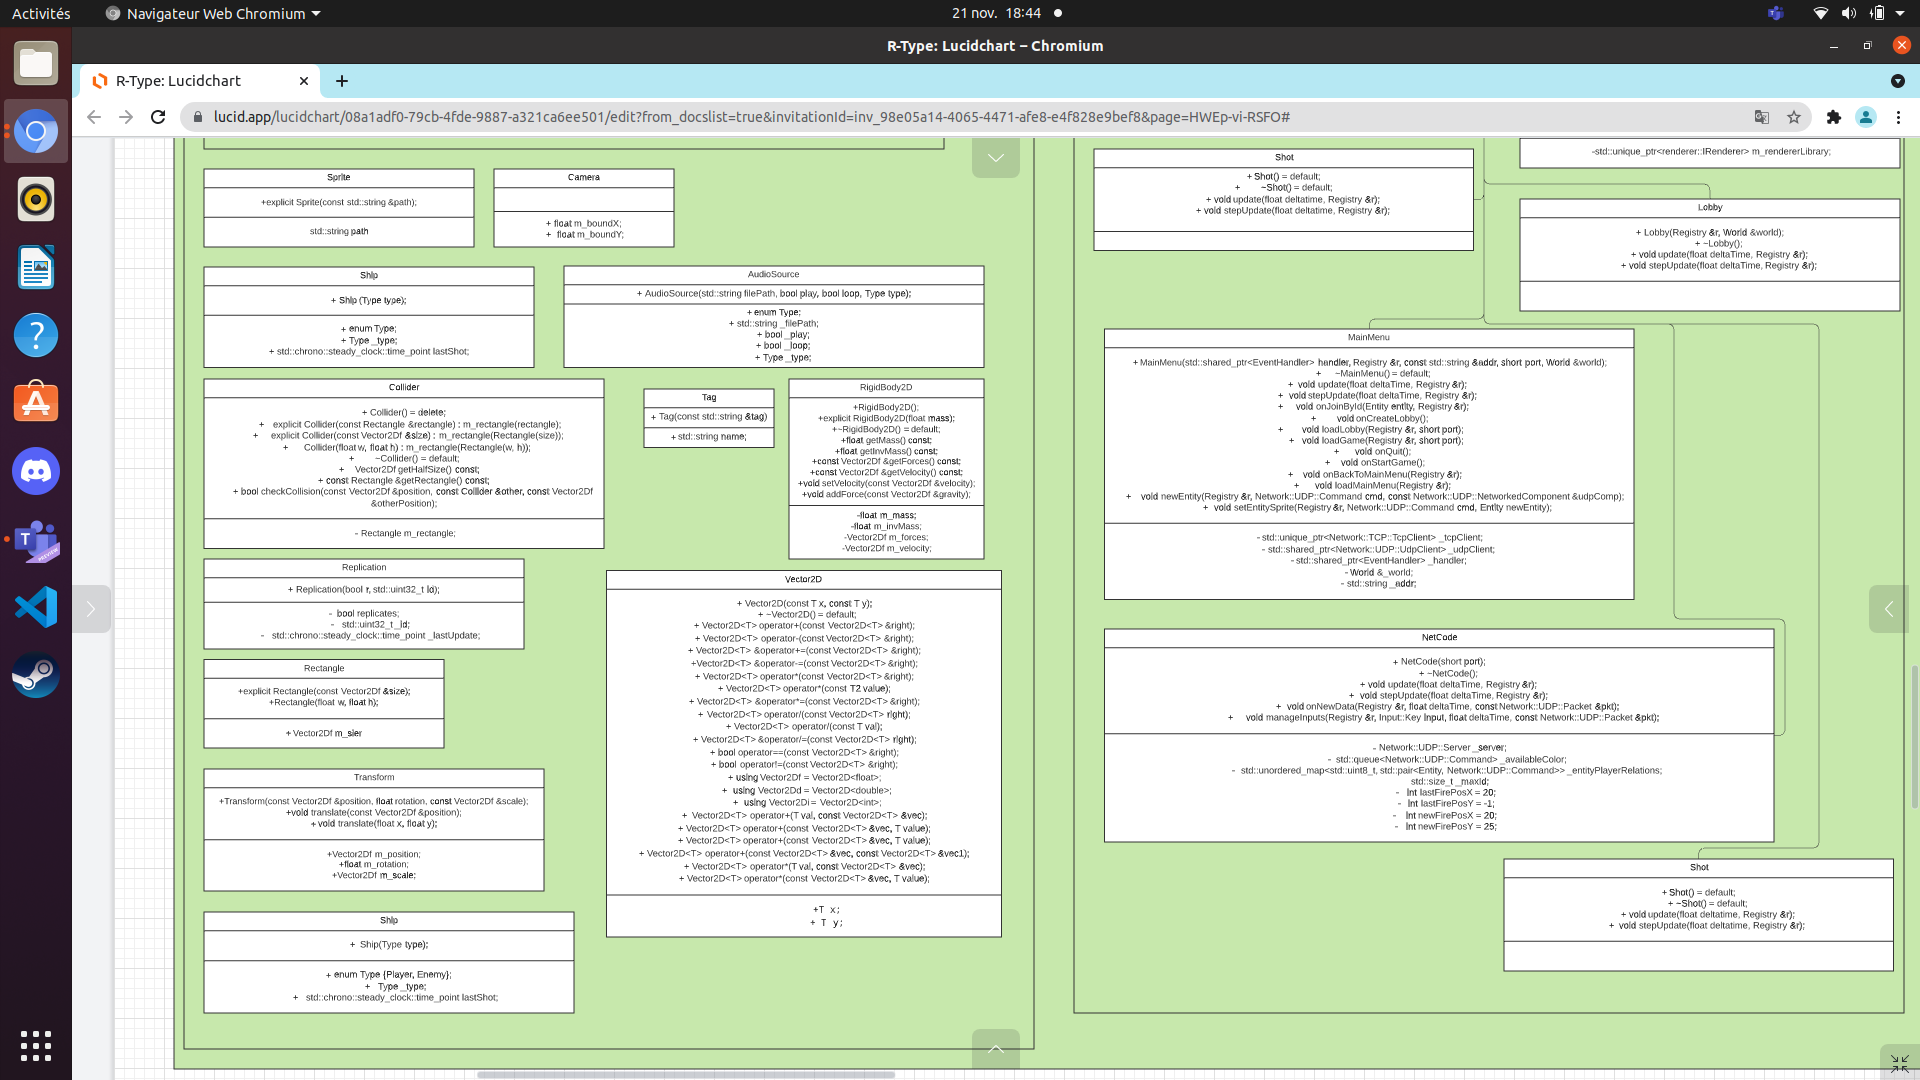 Activités
Navigateur Web Chromium
21 nov. 18:44
R-Type: Lucidchart – Chromium
R-Type: Lucidchart
lucid.app/lucidchart/08a1adf0-79cb-4fde-9887-a321ca6ee501/edit?from_docslist=true&invitationId=inv_98e05a14-4065-4471-afe8-e4f828e9bef8&page=HWEp-vi-RSFO#
Sprite
+explicit Sprite(const std::string &path);
std::string path
Camera
+ float m_boundX;
+ float m_boundY;
Ship
+ Ship (Type type);
+ enum Type;
+ Type _type;
+ std::chrono::steady_clock::time_point lastShot;
AudioSource
+ AudioSource(std::string filePath, bool play, bool loop, Type type);
+ enum Type;
+ std::string _filePath;
+ bool _play;
+ bool _loop;
+ Type _type;
Collider
+ Collider() = delete;
+ explicit Collider(const Rectangle &rectangle) : m_rectangle(rectangle);
+ explicit Collider(const Vector2Df &size) : m_rectangle(Rectangle(size));
+ Collider(float w, float h) : m_rectangle(Rectangle(w, h));
+ ~Collider() = default;
+ Vector2Df getHalfSize() const;
+ const Rectangle &getRectangle() const;
+ bool checkCollision(const Vector2Df &position, const Collider &other, const Vector2Df
&otherPosition);
- Rectangle m_rectangle;
Tag
+ Tag(const std::string &tag)
+ std::string name;
RigidBody2D
+RigidBody2D();
+explicit RigidBody2D(float mass);
+~RigidBody2D() = default;
+float getMass() const;
+float getInvMass() const;
+const Vector2Df &getForces() const;
+const Vector2Df &getVelocity() const;
+void setVelocity(const Vector2Df &velocity);
+void addForce(const Vector2Df &gravity);
-float m_mass;
-float m_invMass;
-Vector2Df m_forces;
-Vector2Df m_velocity;
Replication
+ Replication(bool r, std::uint32_t id);
- bool replicates;
- std::uint32_t _id;
- std::chrono::steady_clock::time_point _lastUpdate;
Rectangle
+explicit Rectangle(const Vector2Df &size);
+Rectangle(float w, float h);
+ Vector2Df m_sier
Transform
+Transform(const Vector2Df &position, float rotation, const Vector2Df &scale);
+void translate(const Vector2Df &position);
+ void translate(float x, float y);
+Vector2Df m_position;
+float m_rotation;
+Vector2Df m_scale;
Ship
+ Ship(Type type);
+ enum Type {Player, Enemy};
+ Type _type;
+ std::chrono::steady_clock::time_point lastShot;
Vector2D
+ Vector2D(const T x, const T y);
+ ~Vector2D() = default;
+ Vector2D<T> operator+(const Vector2D<T> &right);
+ Vector2D<T> operator-(const Vector2D<T> &right);
+ Vector2D<T> &operator+=(const Vector2D<T> &right);
+Vector2D<T> &operator-=(const Vector2D<T> &right);
+ Vector2D<T> operator*(const Vector2D<T> &right);
+ Vector2D<T> operator*(const T2 value);
+ Vector2D<T> &operator*=(const Vector2D<T> &right);
+ Vector2D<T> operator/(const Vector2D<T> right);
+ Vector2D<T> operator/(const T val);
+ Vector2D<T> &operator/=(const Vector2D<T> right);
+ bool operator==(const Vector2D<T> &right);
+ bool operator!=(const Vector2D<T> &right);
+ using Vector2Df = Vector2D<float>;
+ using Vector2Dd = Vector2D<double>;
+ using Vector2Di = Vector2D<int>;
+ Vector2D<T> operator+(T val, const Vector2D<T> &vec);
+ Vector2D<T> operator+(const Vector2D<T> &vec, T value);
+ Vector2D<T> operator+(const Vector2D<T> &vec, T value);
+ Vector2D<T> operator+(const Vector2D<T> &vec, const Vector2D<T> &vec1);
+ Vector2D<T> operator*(T val, const Vector2D<T> &vec);
+ Vector2D<T> operator*(const Vector2D<T> &vec, T value);
+T x;
+ T y;
Shot
+ Shot() = default;
+ ~Shot() = default;
+ void update(float deltatime, Registry &r);
+ void stepUpdate(float deltatime, Registry &r);
-std::unique_ptr<renderer::IRenderer> m_rendererLibrary;
Lobby
+ Lobby(Registry &r, World &world);
+ ~Lobby();
+ void update(float deltaTime, Registry &r);
+ void stepUpdate(float deltaTime, Registry &r);
MainMenu
+ MainMenu(std::shared_ptr<EventHandler> handler, Registry &r, const std::string &addr, short port, World &world);
+ ~MainMenu() = default;
+ void update(float deltaTime, Registry &r);
+ void stepUpdate(float deltaTime, Registry &r);
+ void onJoinById(Entity entity, Registry &r);
+ void onCreateLobby();
+ void loadLobby(Registry &r, short port);
+ void loadGame(Registry &r, short port);
+ void onQuit();
+ void onStartGame();
+ void onBackToMainMenu(Registry &r);
+ void loadMainMenu(Registry &r);
+ void newEntity(Registry &r, Network::UDP::Command cmd, const Network::UDP::NetworkedComponent &udpComp);
+ void setEntitySprite(Registry &r, Network::UDP::Command cmd, Entity newEntity);
- std::unique_ptr<Network::TCP::TcpClient> _tcpClient;
- std::shared_ptr<Network::UDP::UdpClient> _udpClient;
- std::shared_ptr<EventHandler> _handler;
- World &_world;
- std::string _addr;
NetCode
+ NetCode(short port);
+ ~NetCode();
+ void update(float deltaTime, Registry &r);
+ void stepUpdate(float deltaTime, Registry &r);
+ void onNewData(Registry &r, float deltaTime, const Network::UDP::Packet &pkt);
+ void manageInputs(Registry &r, Input::Key input, float deltaTime, const Network::UDP::Packet &pkt);
- Network::UDP::Server _server;
- std::queue<Network::UDP::Command> _availableColor;
- std::unordered_map<std::uint8_t, std::pair<Entity, Network::UDP::Command>> _entityPlayerRelations;
std::size_t _maxId;
- int lastFirePosX = 20;
- int lastFirePosY = -1;
- int newFirePosX = 20;
- int newFirePosY = 25;
Shot
+ Shot() = default;
+ ~Shot() = default;
+ void update(float deltatime, Registry &r);
+ void stepUpdate(float deltatime, Registry &r);